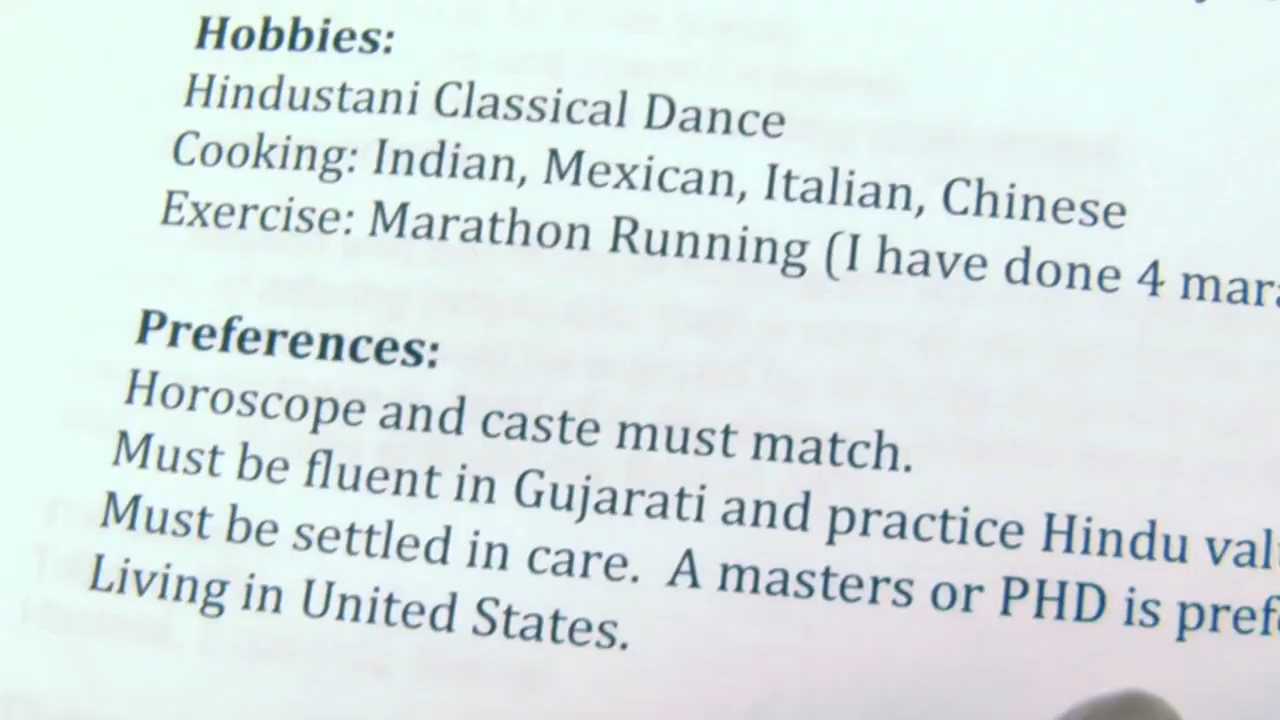 Hobbies:
Hindustani Classical Dance
Cooking: Indian, Mexican, Italian, Chinese
Exercise: Marathon Running (I have done 4
Preferences:
Horoscope and caste must match.
Must be fluent in Gujarati and practice Hindu
Must be settled in care. A masters or PHD is
Living in United States.